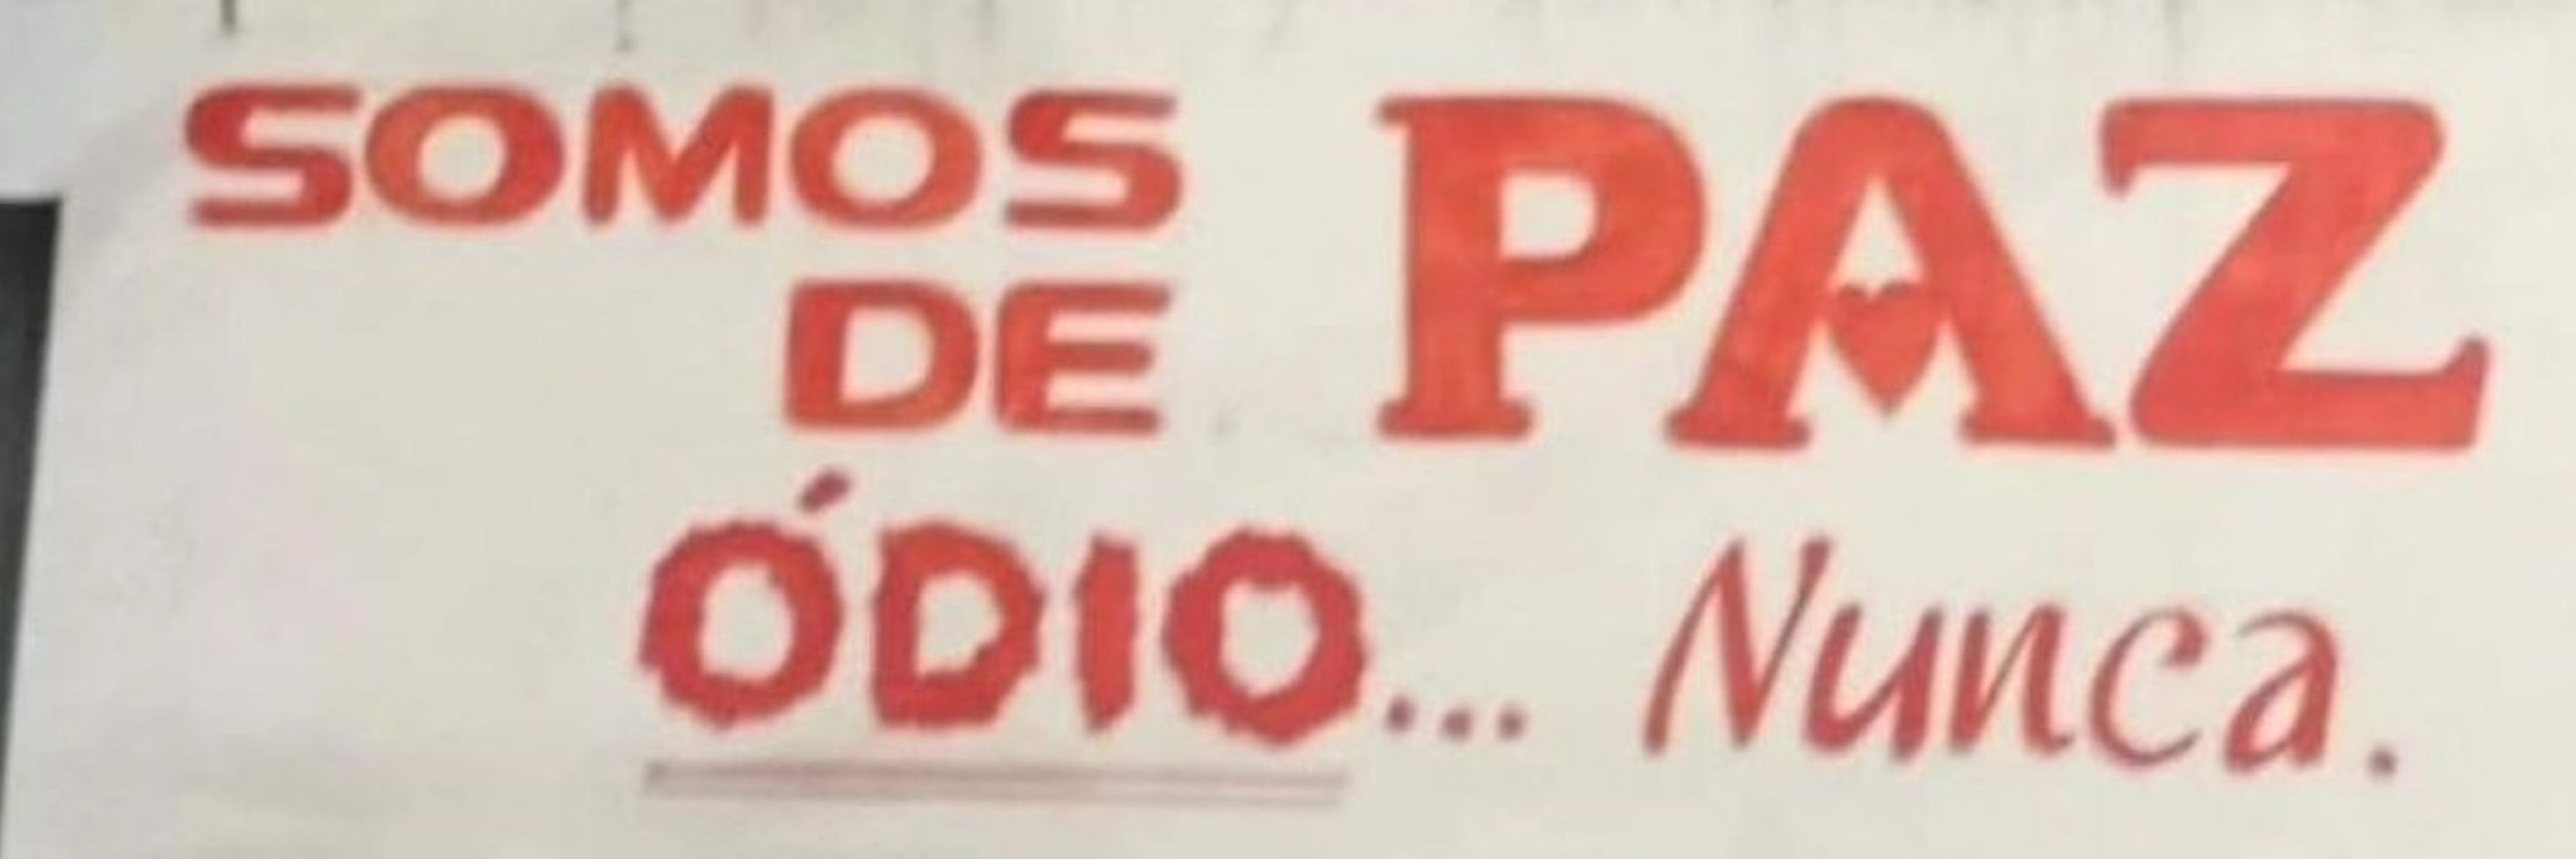 SOMOS
DE PAZ
ÓDIO... Nunca.